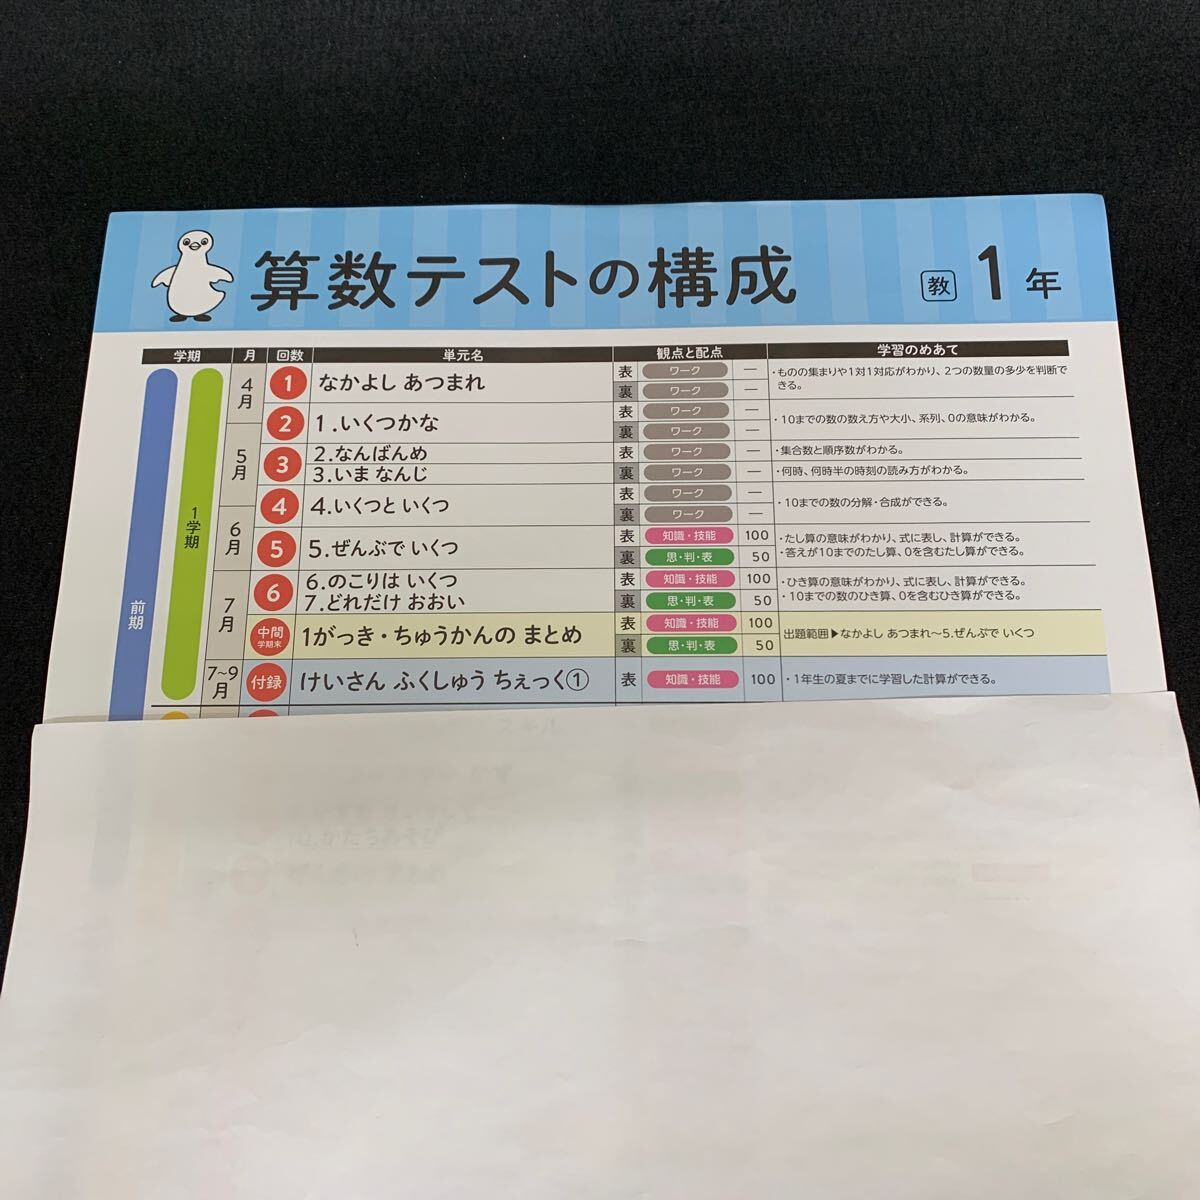 算数テストの構成
教 1年
学期 月 回数 単元名 観点と配点 学習のめあて
前期
1学期
4月
1 なかよし あつまれ 表 ワーク — ・ものの集まりや1対1対応がわかり、2つの数量の多少を判断で
きる。
裏 ワーク —
2 1.いくつかな 表 ワーク — ・10までの数の数え方や大小、系列、0の意味がわかる。
裏 ワーク —
5月
3 2.なんばんめ 表 ワーク — ・集合数と順序数がわかる。
3.いま なんじ 裏 ワーク — ・何時、何時半の時刻の読み方がわかる。
4 4.いくつと いくつ 表 ワーク — ・10までの数の分解・合成ができる。
裏 ワーク —
6月
5 5.ぜんぶで いくつ 表 知識・技能 100 ・たし算の意味がわかり、式に表し、計算ができる。
裏 思・判・表 50 ・答えが10までのたし算、0を含むたし算ができる。
7月
6 6.のこりは いくつ 表 知識・技能 100 ・ひき算の意味がわかり、式に表し、計算ができる。
7.どれだけ おおい 裏 思・判・表 50 ・10までの数のひき算、0を含むひき算ができる。
中間 学期末 1がっき・ちゅうかんの まとめ 表 知識・技能 100 出題範囲▶なかよし あつまれ〜5.ぜんぶで いくつ
裏 思・判・表 50
7〜9月
付録 けいさん ふくしゅう ちぇっく① 表 知識・技能 100 ・1年生の夏までに学習した計算ができる。